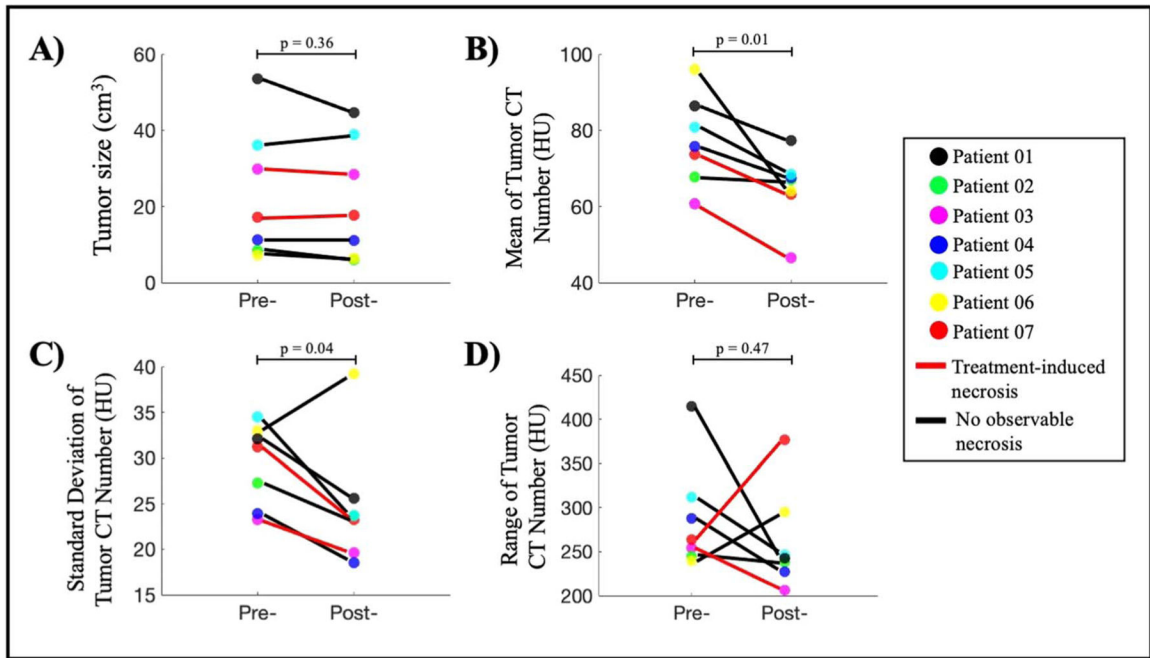 A)
p = 0.36
60
40
20
0
Tumor size (cm³)
Pre-
Post-
B)
p = 0.01
100
80
60
40
Mean of Tumor CT
Number (HU)
Pre-
Post-
C)
p = 0.04
40
35
30
25
20
15
Standard Deviation of
Tumor CT Number (HU)
Pre-
Post-
D)
p = 0.47
450
400
350
300
250
200
Range of Tumor
CT Number (HU)
Pre-
Post-
Patient 01
Patient 02
Patient 03
Patient 04
Patient 05
Patient 06
Patient 07
Treatment-induced
necrosis
No observable
necrosis